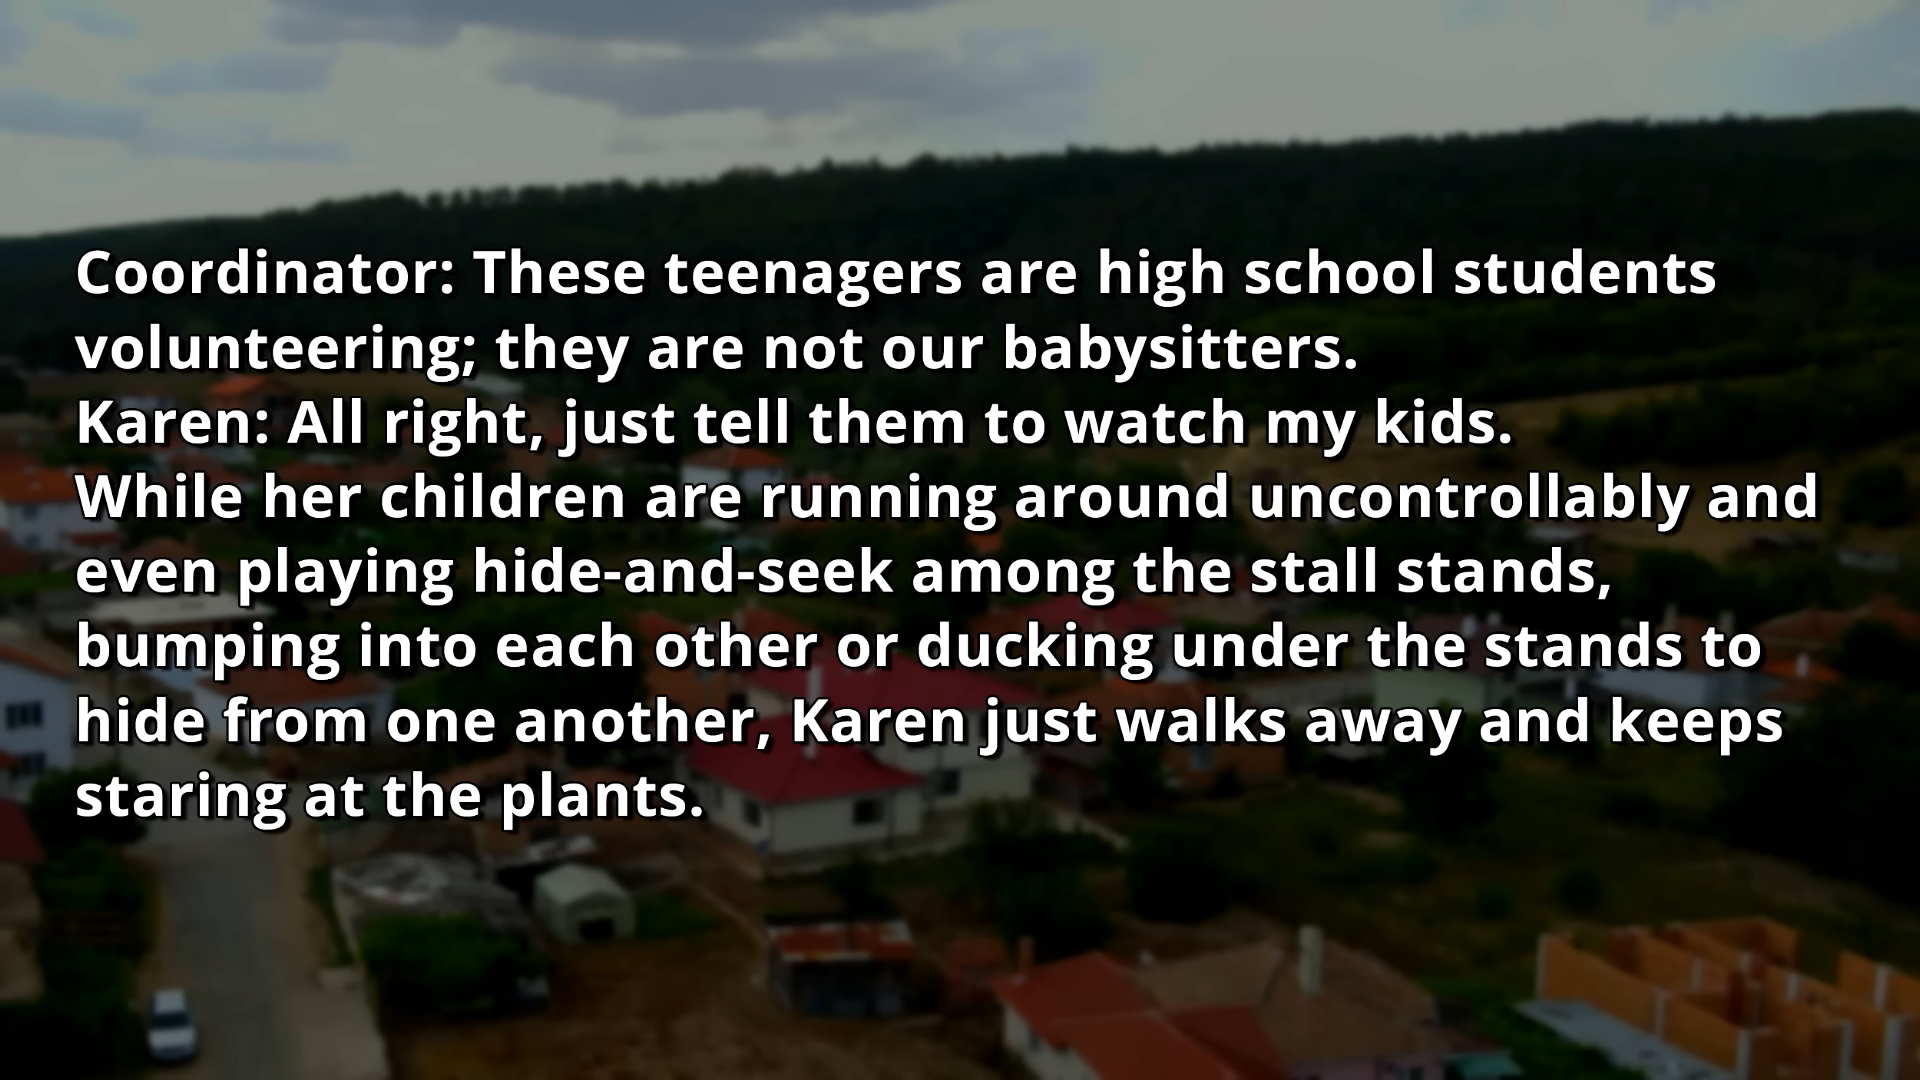 Coordinator: These teenagers are high school students
volunteering; they are not our babysitters.
Karen: All right, just tell them to watch my kids.
While her children are running around uncontrollably and
even playing hide-and-seek among the stall stands,
bumping into each other or ducking under the stands to
hide from one another, Karen just walks away and keeps
staring at the plants.